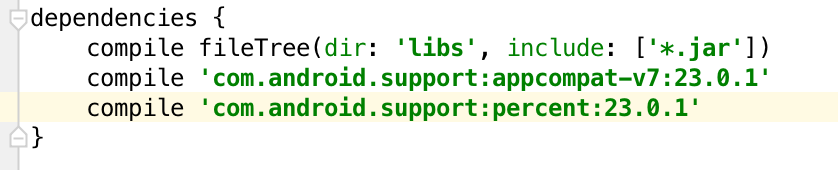 dependencies {
    compile fileTree(dir: 'libs', include: ['*.jar'])
    compile 'com.android.support:appcompat-v7:23.0.1'
    compile 'com.android.support:percent:23.0.1'
}